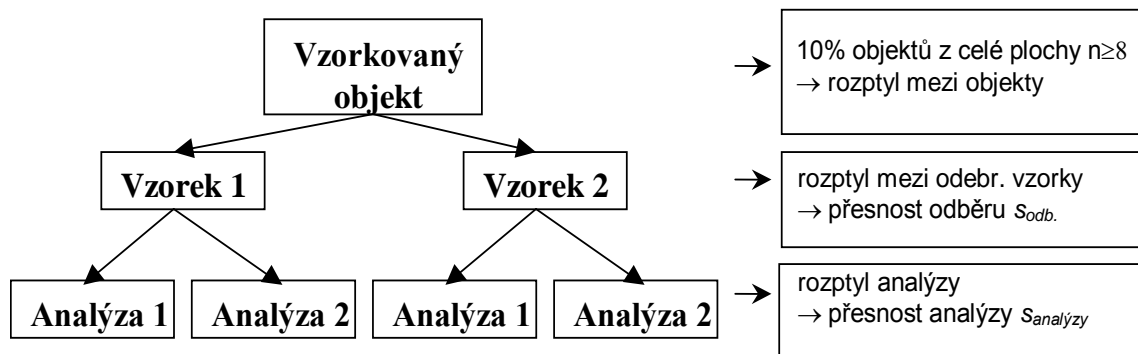 Vzorkovaný
objekt
→ 10% objektů z celé plochy n≥8
→ rozptyl mezi objekty
Vzorek 1
Vzorek 2
→ rozptyl mezi odebr. vzorky
→ přesnost odběru sodb.
Analýza 1
Analýza 2
Analýza 1
Analýza 2
→ rozptyl analýzy
→ přesnost analýzy sanalýzy